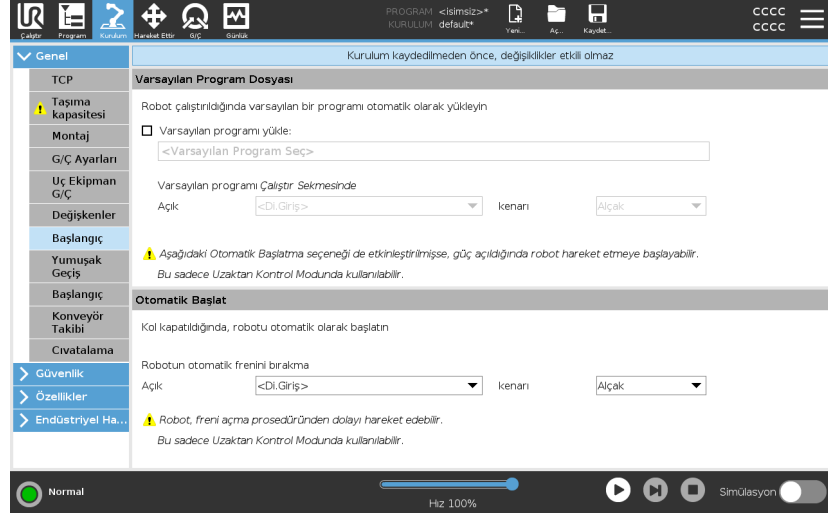 PROGRAM <isimsiz>*
KURULUM default*
CCCC
CCCC
Çalıştır Program Kurulum Hareket Ettir G/Ç Günlük Yeni... Aç... Kaydet...
Genel
TCP
Taşıma
kapasitesi
Montaj
G/Ç Ayarları
Uç Ekipman
G/Ç
Değişkenler
Başlangıç
Yumuşak
Geçiş
Başlangıç
Konveyör
Takibi
Cıvatalama
Güvenlik
Özellikler
Endüstriyel Ha...
Kurulum kaydedilmeden önce, değişiklikler etkili olmaz
Varsayılan Program Dosyası
Robot çalıştırıldığında varsayılan bir programı otomatik olarak yükleyin
Varsayılan programı yükle:
<Varsayılan Program Seç>
Varsayılan programı Çalıştır Sekmesinde
Açık <Di.Giriş> kenarı Alçak
Aşağıdaki Otomatik Başlatma seçeneği de etkinleştirilmişse, güç açıldığında robot hareket etmeye başlayabilir.
Bu sadece Uzaktan Kontrol Modunda kullanılabilir.
Otomatik Başlat
Kol kapatıldığında, robotu otomatik olarak başlatın
Robotun otomatik frenini bırakma
Açık <Di.Giriş> kenarı Alçak
Robot, freni açma prosedüründen dolayı hareket edebilir.
Bu sadece Uzaktan Kontrol Modunda kullanılabilir.
Normal
Hız 100%
Simülasyon